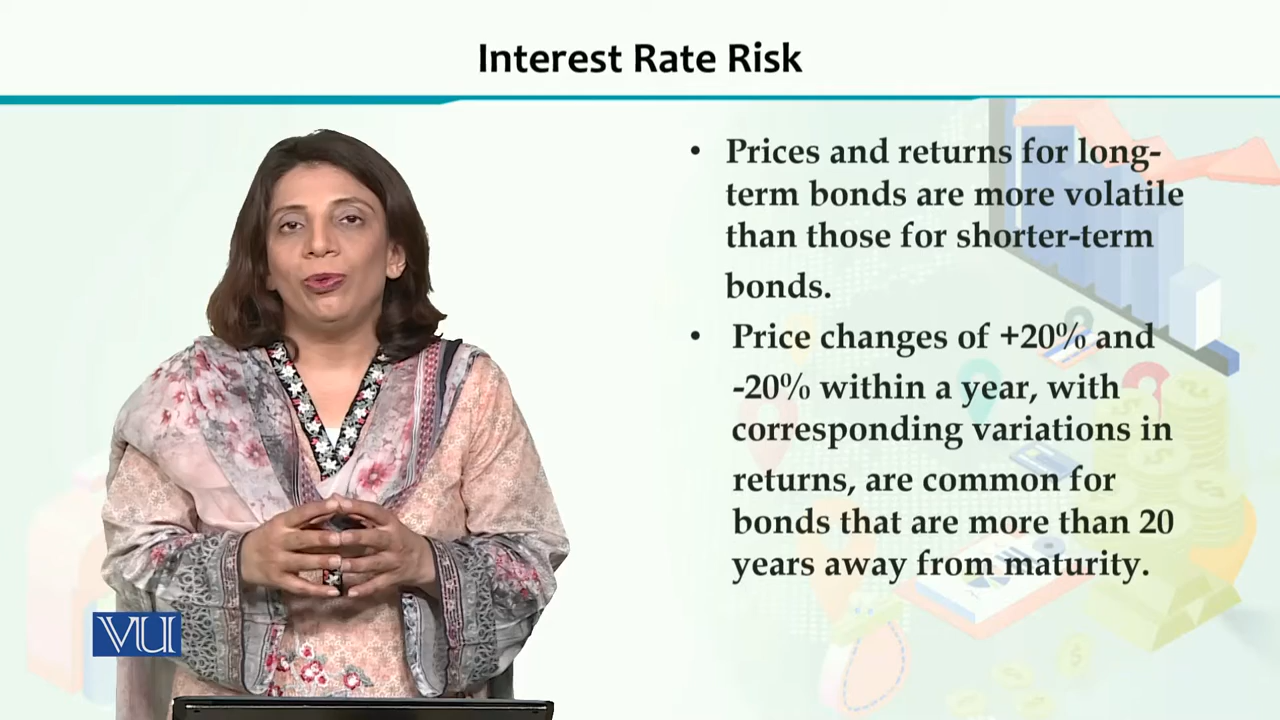 Interest Rate Risk
• Prices and returns for long-
term bonds are more volatile
than those for shorter-term
bonds.
• Price changes of +20% and
-20% within a year, with
corresponding variations in
returns, are common for
bonds that are more than 20
years away from maturity.
VU